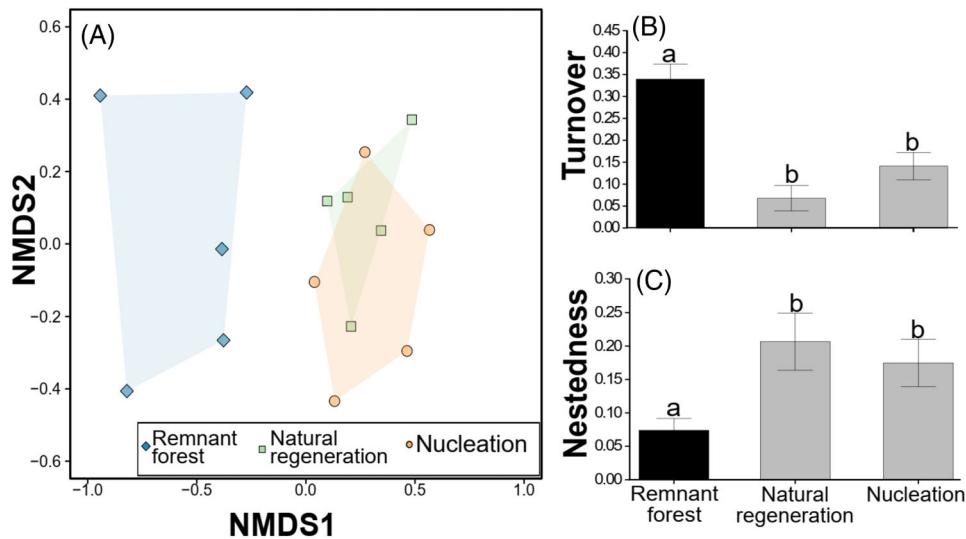 (A)
0.6
0.4
0.2
0.0
−0.2
−0.4
−0.6
NMDS2
−1.0
−0.5
0.0
0.5
1.0
NMDS1
Remnant
forest
Natural
regeneration
Nucleation
(B)
0.45
0.40
0.35
0.30
0.25
0.20
0.15
0.10
0.05
0.00
Turnover
a
b
b
(C)
0.30
0.25
0.20
0.15
0.10
0.05
0.00
Nestedness
a
b
b
Remnant
forest
Natural
regeneration
Nucleation